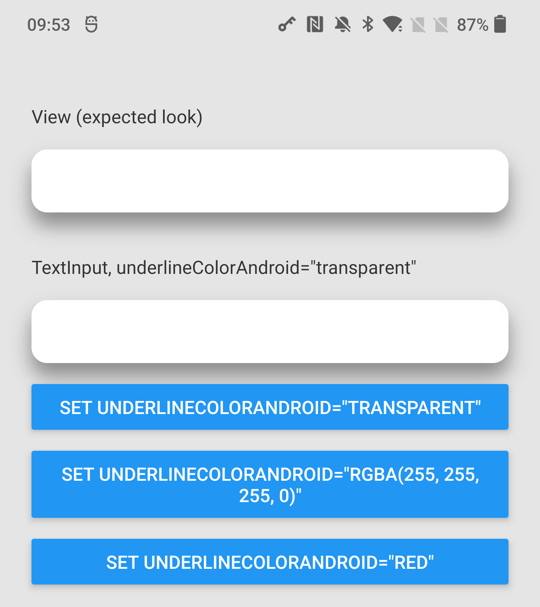 09:53
87%
View (expected look)
TextInput, underlineColorAndroid="transparent"
SET UNDERLINECOLORANDROID="TRANSPARENT"
SET UNDERLINECOLORANDROID="RGBA(255, 255,
255, 0)"
SET UNDERLINECOLORANDROID="RED"